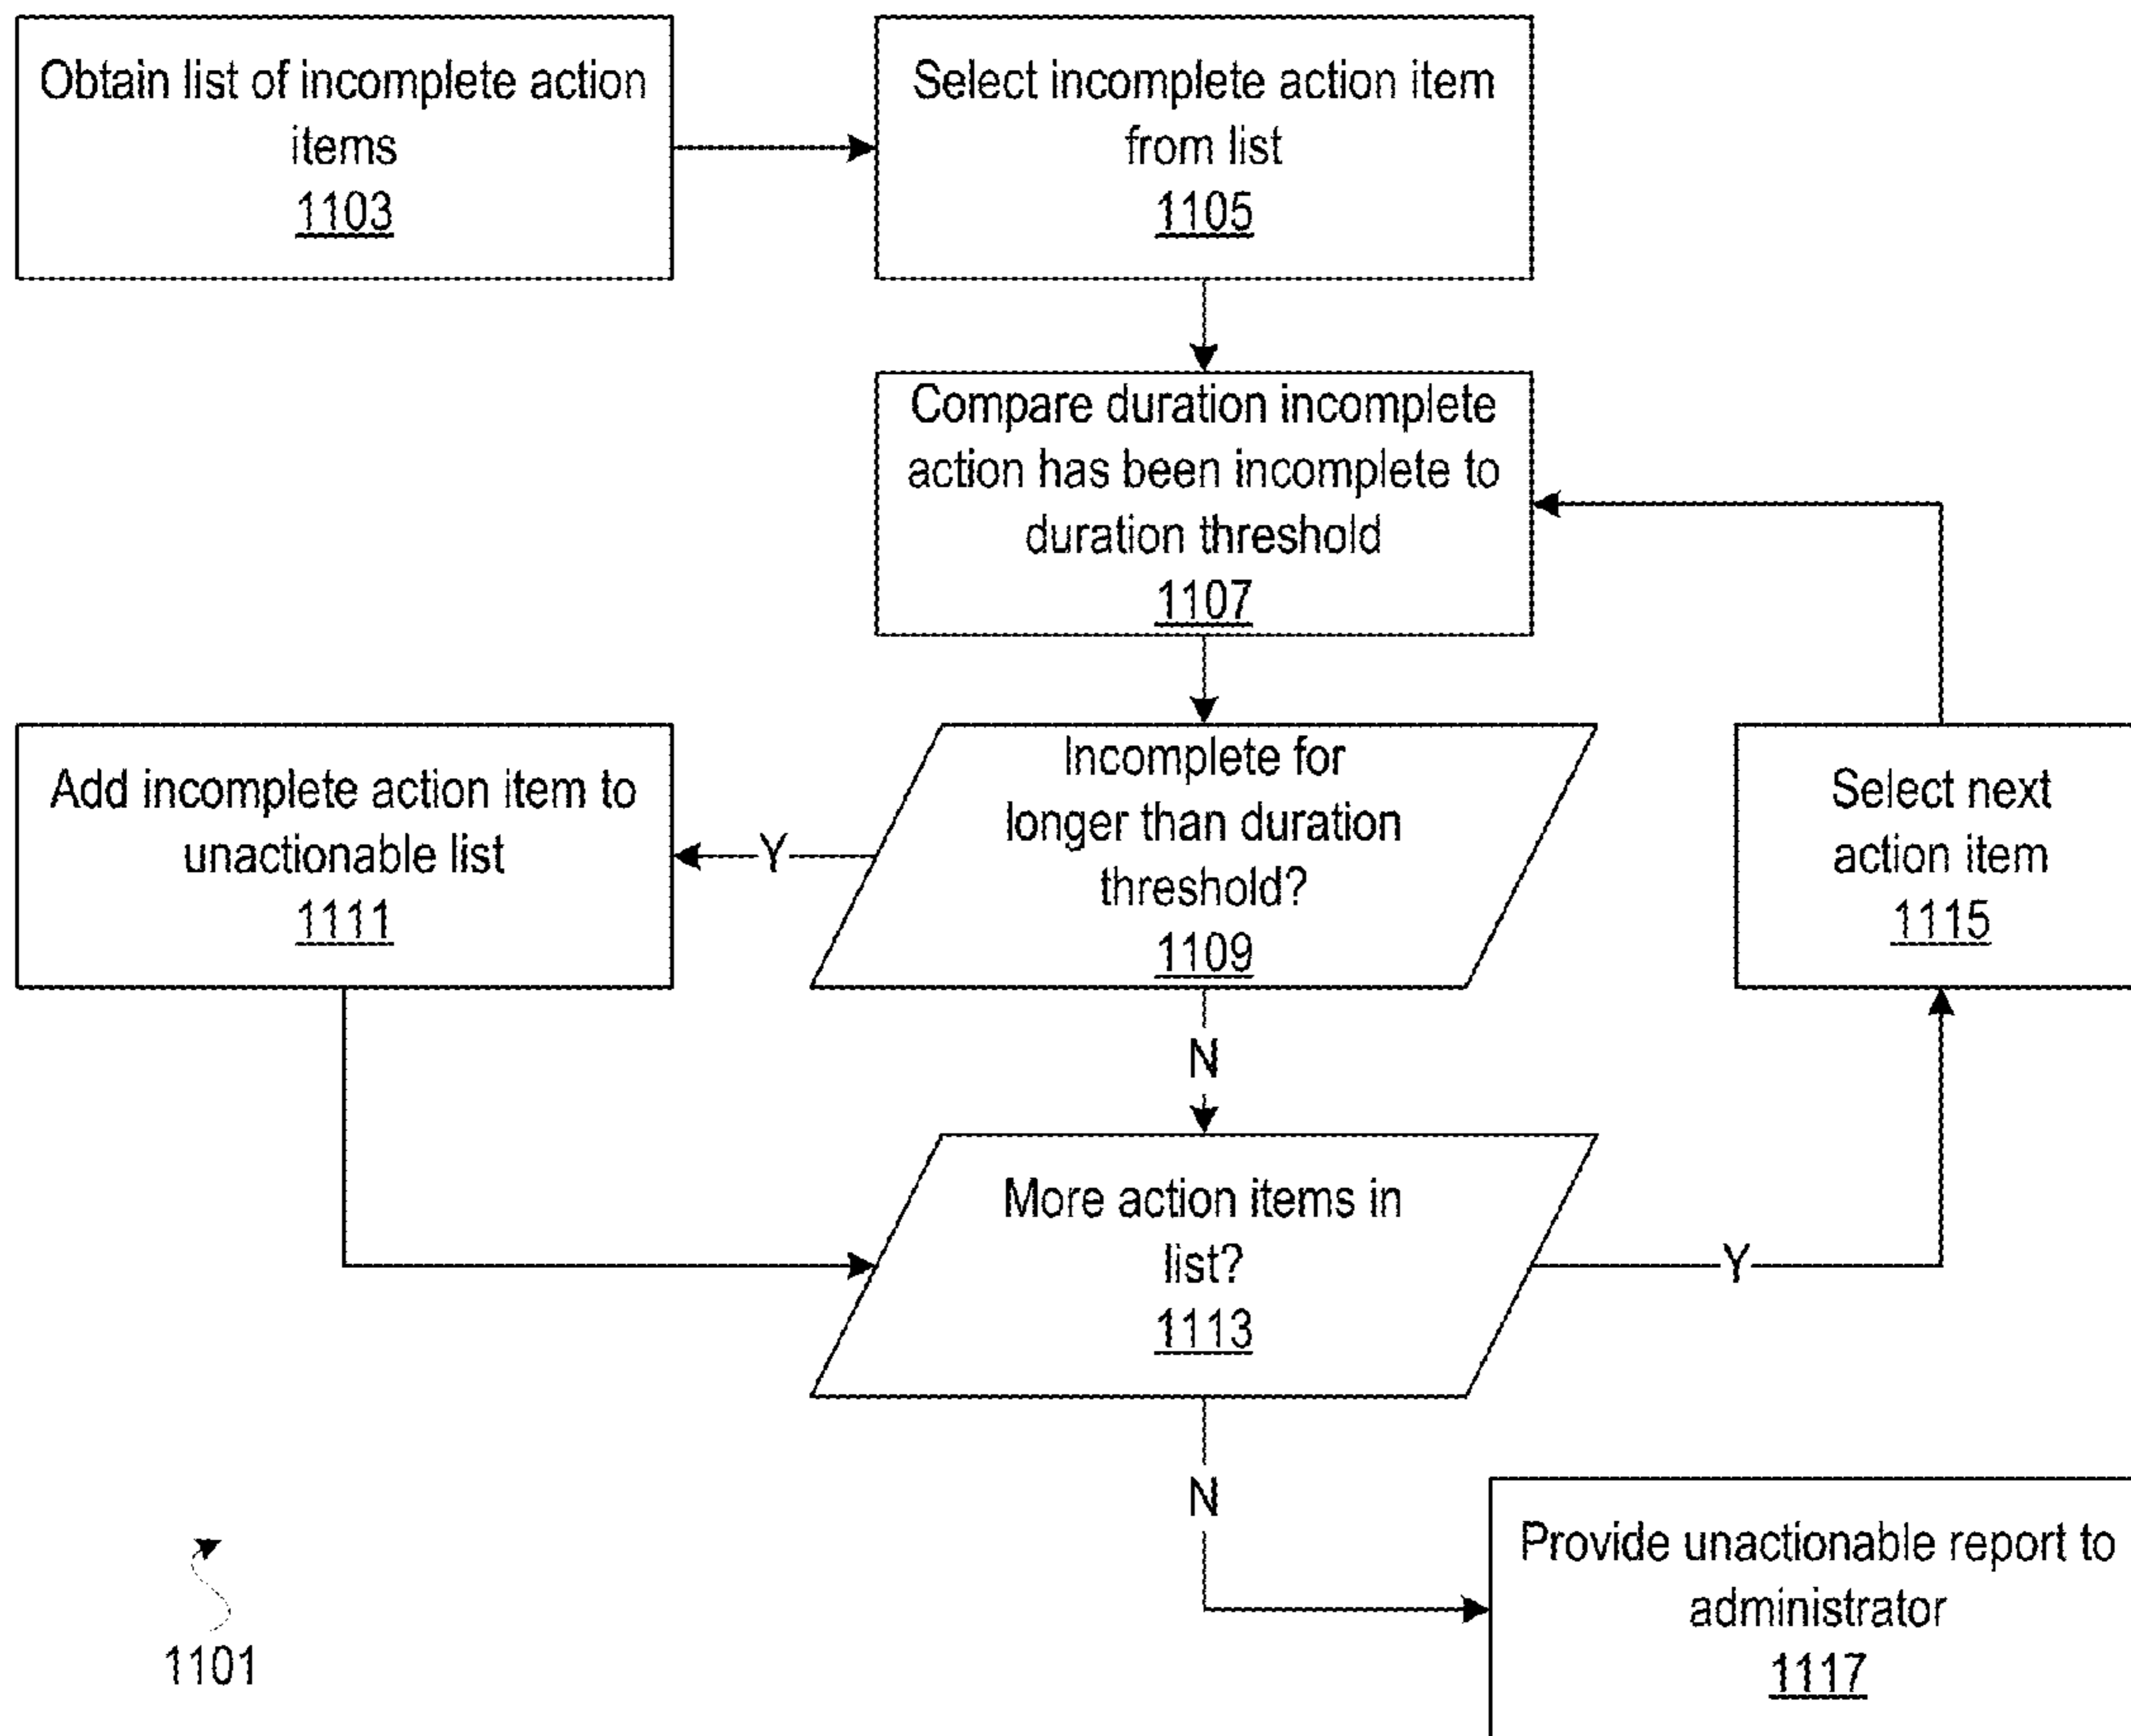 Obtain list of incomplete action
items
1103
Select incomplete action item
from list
1105
Compare duration incomplete
action has been incomplete to
duration threshold
1107
Incomplete for
longer than duration
threshold?
1109
Y
Add incomplete action item to
unactionable list
1111
N
More action items in
list?
1113
Y
Select next
action item
1115
N
Provide unactionable report to
administrator
1117
1101